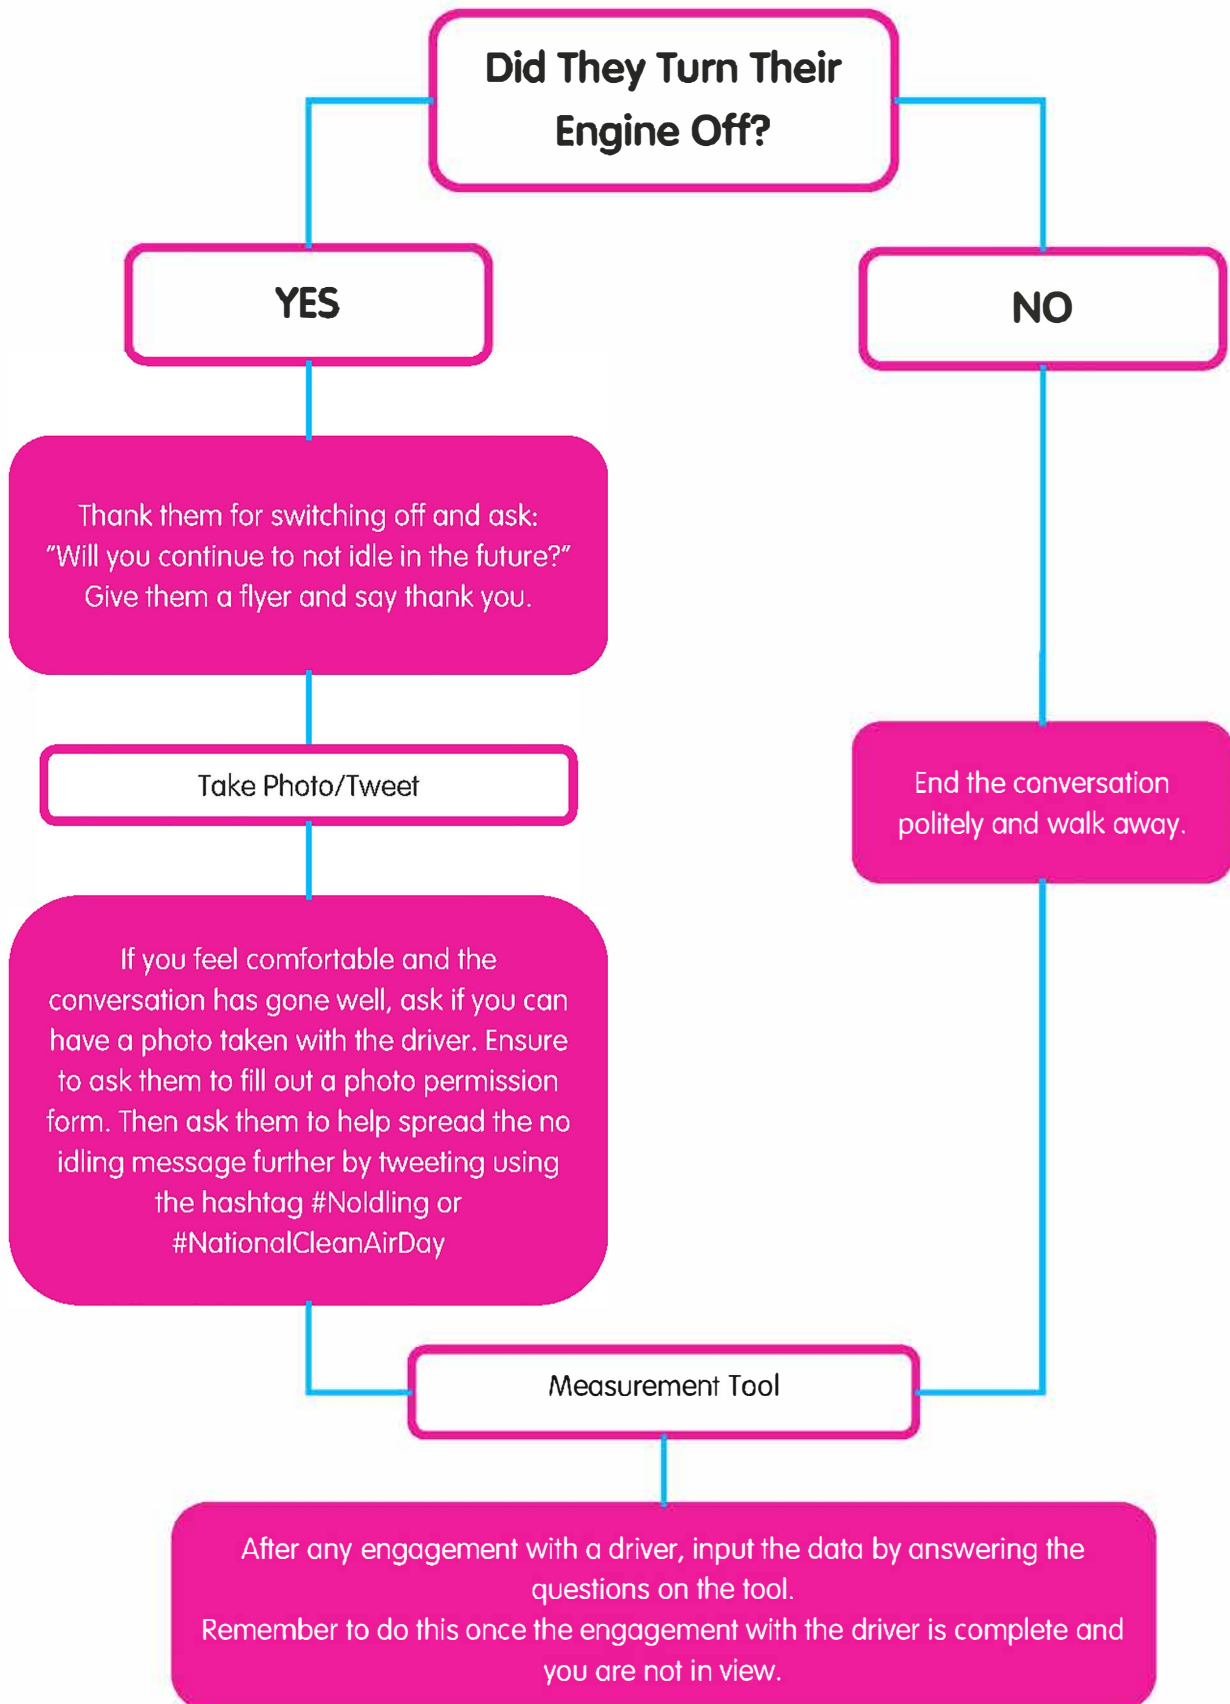 Did They Turn Their
Engine Off?
YES
NO
Thank them for switching off and ask:
"Will you continue to not idle in the future?"
Give them a flyer and say thank you.
Take Photo/Tweet
End the conversation
politely and walk away.
If you feel comfortable and the
conversation has gone well, ask if you can
have a photo taken with the driver. Ensure
to ask them to fill out a photo permission
form. Then ask them to help spread the no
idling message further by tweeting using
the hashtag #NoIdling or
#NationalCleanAirDay
Measurement Tool
After any engagement with a driver, input the data by answering the
questions on the tool.
Remember to do this once the engagement with the driver is complete and
you are not in view.